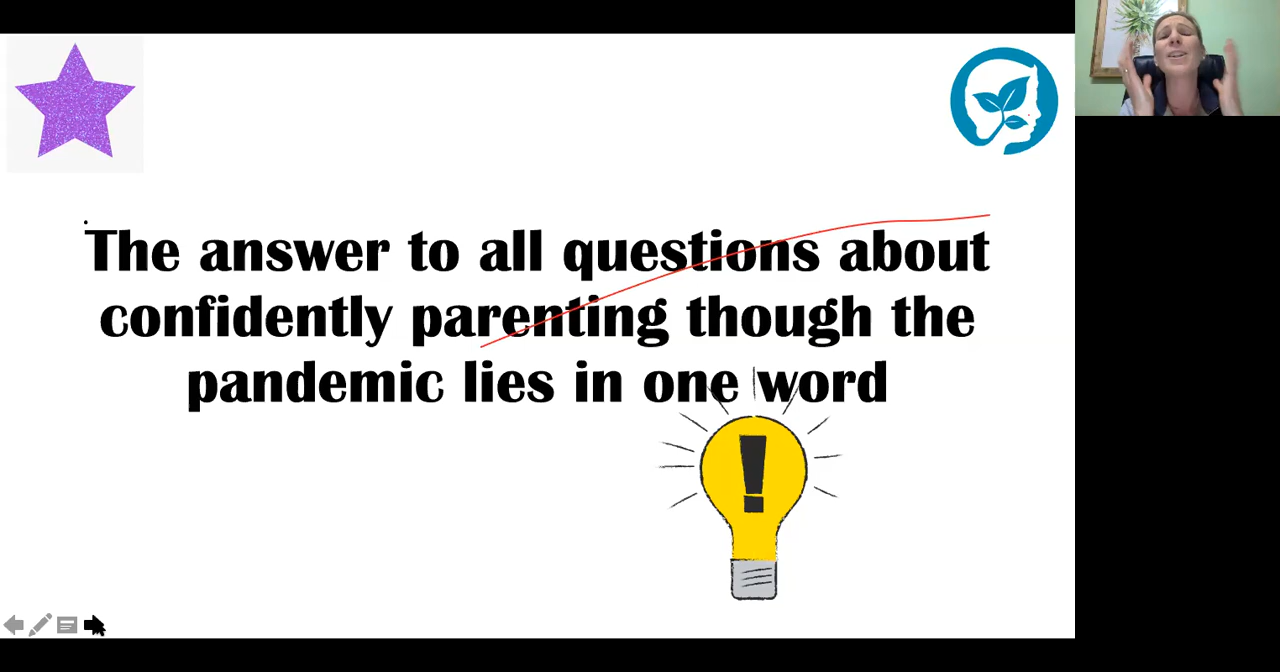 The answer to all questions about
confidently parenting though the
pandemic lies in one word
!